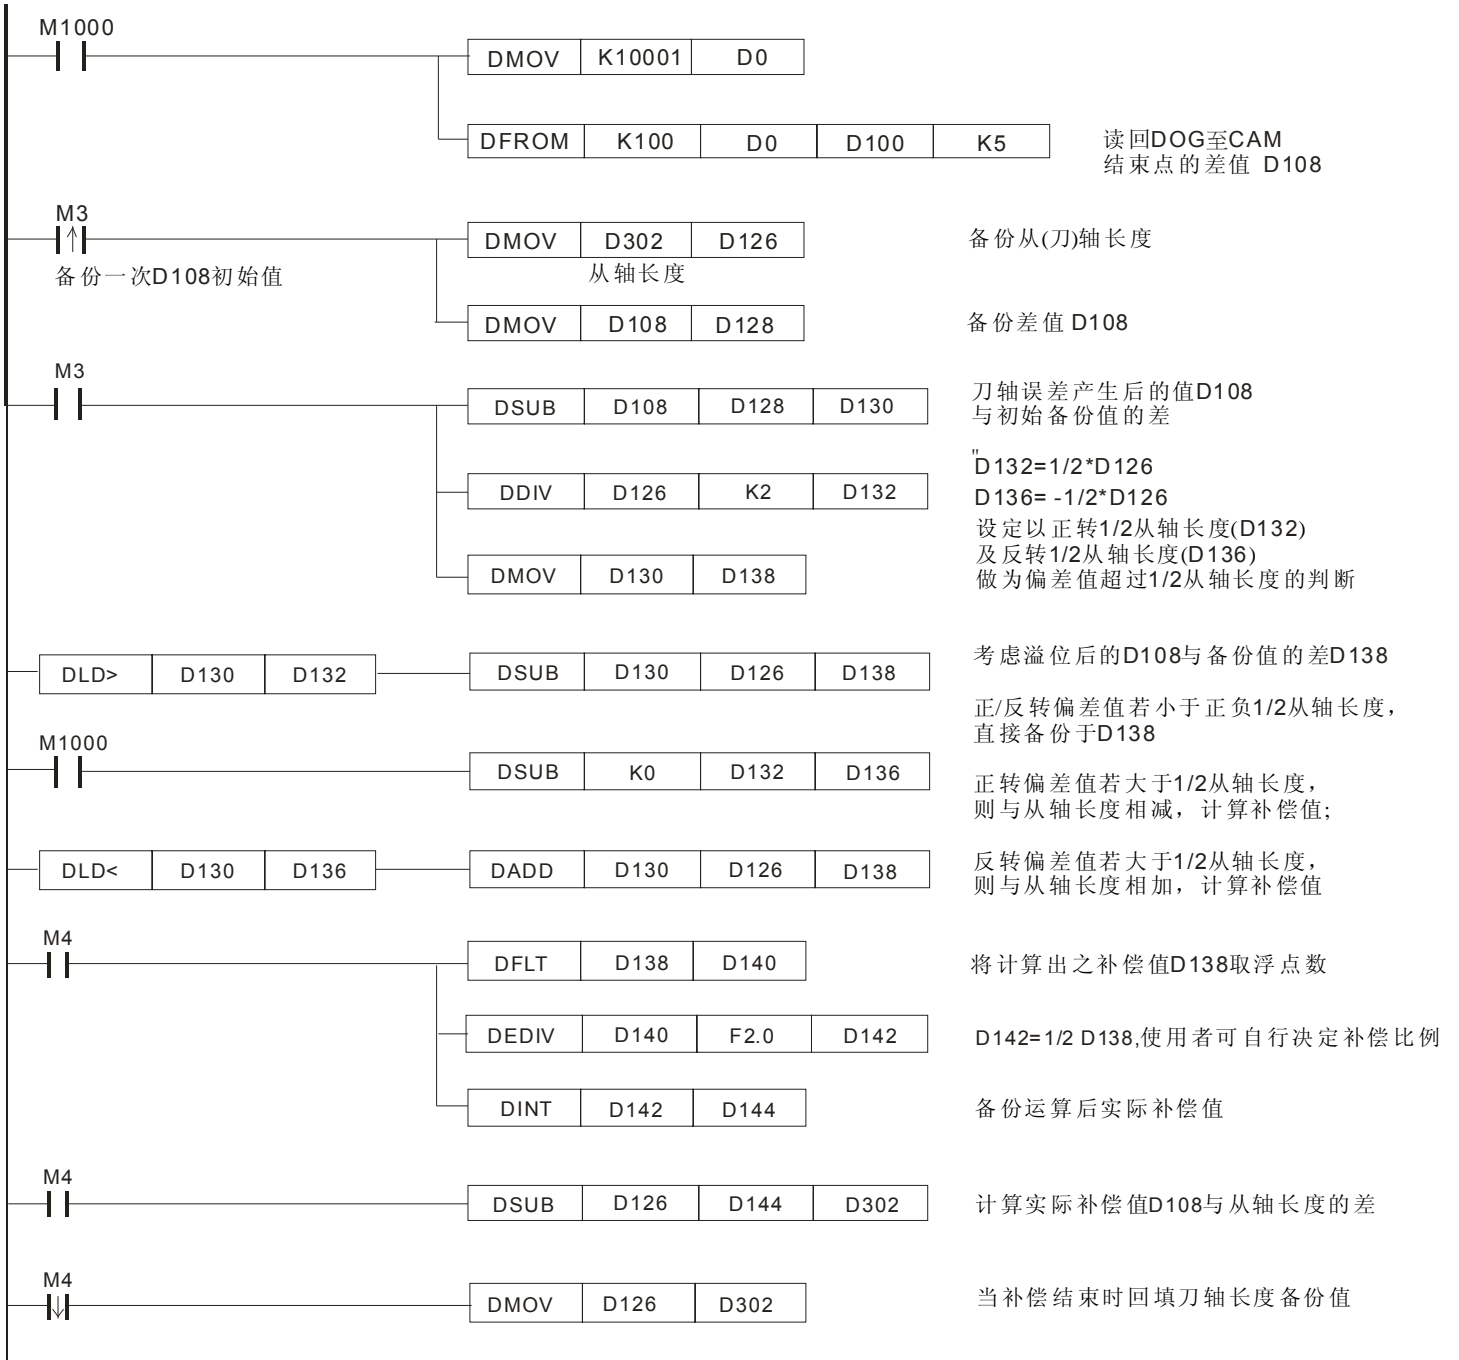 M1000
DMOV K10001 D0
DFROM K100 D0 D100 K5
读回DOG至CAM
结束点的差值 D108
M3
DMOV D302 D126
备份从(刀)轴长度
备份一次D108初始值
从轴长度
DMOV D108 D128
备份差值 D108
M3
DSUB D108 D128 D130
刀轴误差产生后的值D108
与初始备份值的差
"
D132=1/2*D126
DDIV D126 K2 D132
D136= -1/2*D126
设定以正转1/2从轴长度(D132)
及反转1/2从轴长度(D136)
做为偏差值超过1/2从轴长度的判断
DMOV D130 D138
DLD> D130 D132 DSUB D130 D126 D138
考虑溢位后的D108与备份值的差D138
正/反转偏差值若小于正负1/2从轴长度，
直接备份于D138
M1000
DSUB K0 D132 D136
正转偏差值若大于1/2从轴长度，
则与从轴长度相减，计算补偿值;
DLD< D130 D136 DADD D130 D126 D138
反转偏差值若大于1/2从轴长度，
则与从轴长度相加，计算补偿值
M4
DFLT D138 D140
将计算出之补偿值D138取浮点数
DEDIV D140 F2.0 D142
D142=1/2 D138,使用者可自行决定补偿比例
DINT D142 D144
备份运算后实际补偿值
M4
DSUB D126 D144 D302
计算实际补偿值D108与从轴长度的差
M4
DMOV D126 D302
当补偿结束时回填刀轴长度备份值